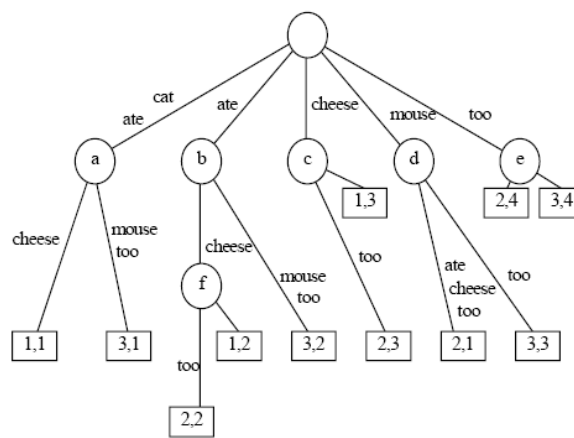 cat
ate
ate
cheese
mouse
too
a
b
c
d
e
1,3
2,4
3,4
cheese
mouse
too
cheese
mouse
too
too
ate
cheese
too
too
f
1,1
3,1
too
1,2
3,2
2,3
2,1
3,3
2,2